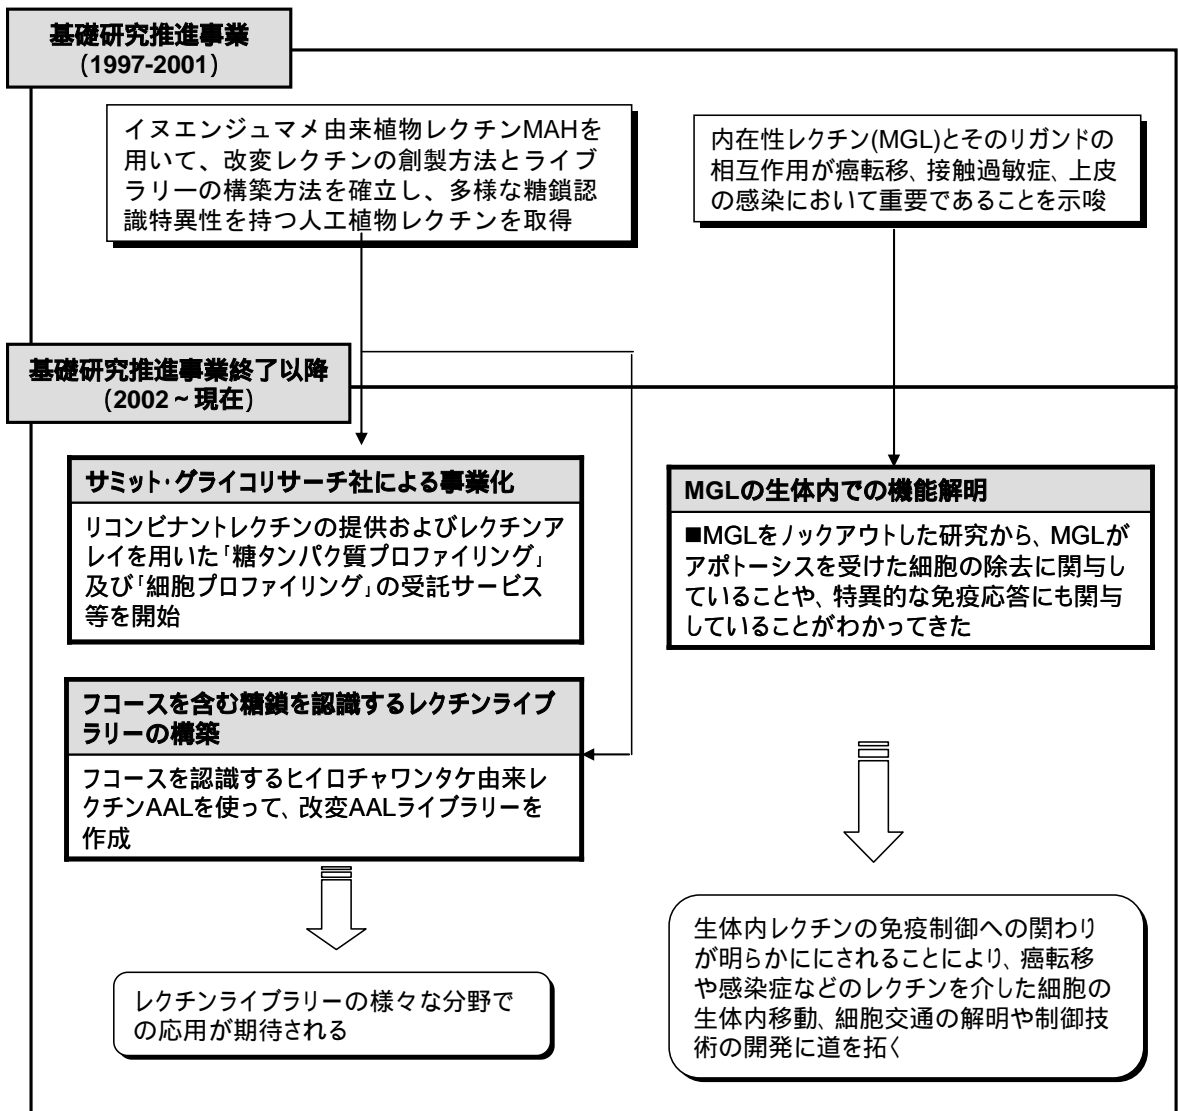 基礎研究推進事業
(1997-2001)
イヌエンジュマメ由来植物レクチンMAHを
用いて、改変レクチンの創製方法とライブ
ラリーの構築方法を確立し、多様な糖鎖認
識特異性を持つ人工植物レクチンを取得
内在性レクチン(MGL)とそのリガンドの
相互作用が癌転移、接触過敏症、上皮
の感染において重要であることを示唆
基礎研究推進事業終了以降
(2002～現在)
サミット・グライコリサーチ社による事業化
リコンビナントレクチンの提供およびレクチンア
レイを用いた「糖タンパク質プロファイリング」
及び「細胞プロファイリング」の受託サービス
等を開始
MGLの生体内での機能解明
■MGLをノックアウトした研究から、MGLが
アポトーシスを受けた細胞の除去に関与し
ていることや、特異的な免疫応答にも関与
していることがわかってきた
フコースを含む糖鎖を認識するレクチンライブ
ラリーの構築
フコースを認識するヒイロチャワンタケ由来レ
クチンAALを使って、改変AALライブラリーを
作成
レクチンライブラリーの様々な分野で
の応用が期待される
生体内レクチンの免疫制御への関わり
が明らかににされることにより、癌転移
や感染症などのレクチンを介した細胞の
生体内移動、細胞交通の解明や制御技
術の開発に道を拓く